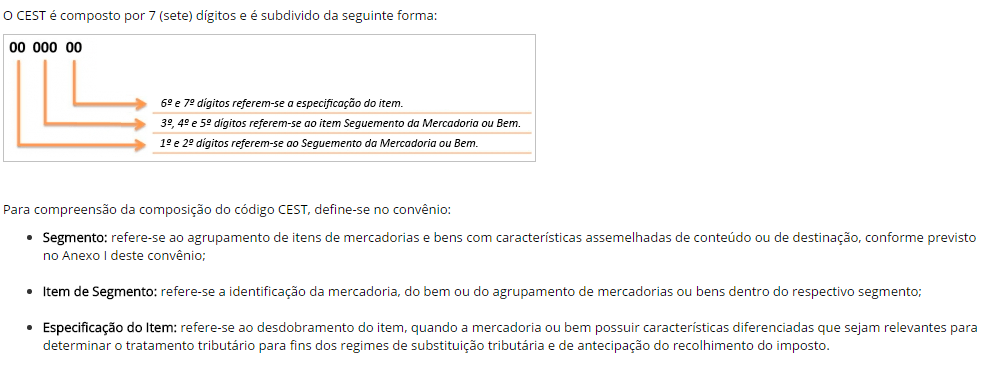 O CEST é composto por 7 (sete) dígitos e é subdivido da seguinte forma:
00 000 00
6º e 7º dígitos referem-se a especificação do item.
3º, 4º e 5º dígitos referem-se ao item Seguemento da Mercadoria ou Bem.
1º e 2º dígitos referem-se ao Seguemento da Mercadoria ou Bem.
Para compreensão da composição do código CEST, define-se no convênio:
• Segmento: refere-se ao agrupamento de itens de mercadorias e bens com características assemelhadas de conteúdo ou de destinação, conforme previsto
no Anexo I deste convênio;
• Item de Segmento: refere-se a identificação da mercadoria, do bem ou do agrupamento de mercadorias ou bens dentro do respectivo segmento;
• Especificação do Item: refere-se ao desdobramento do item, quando a mercadoria ou bem possuir características diferenciadas que sejam relevantes para
determinar o tratamento tributário para fins dos regimes de substituição tributária e de antecipação do recolhimento do imposto.